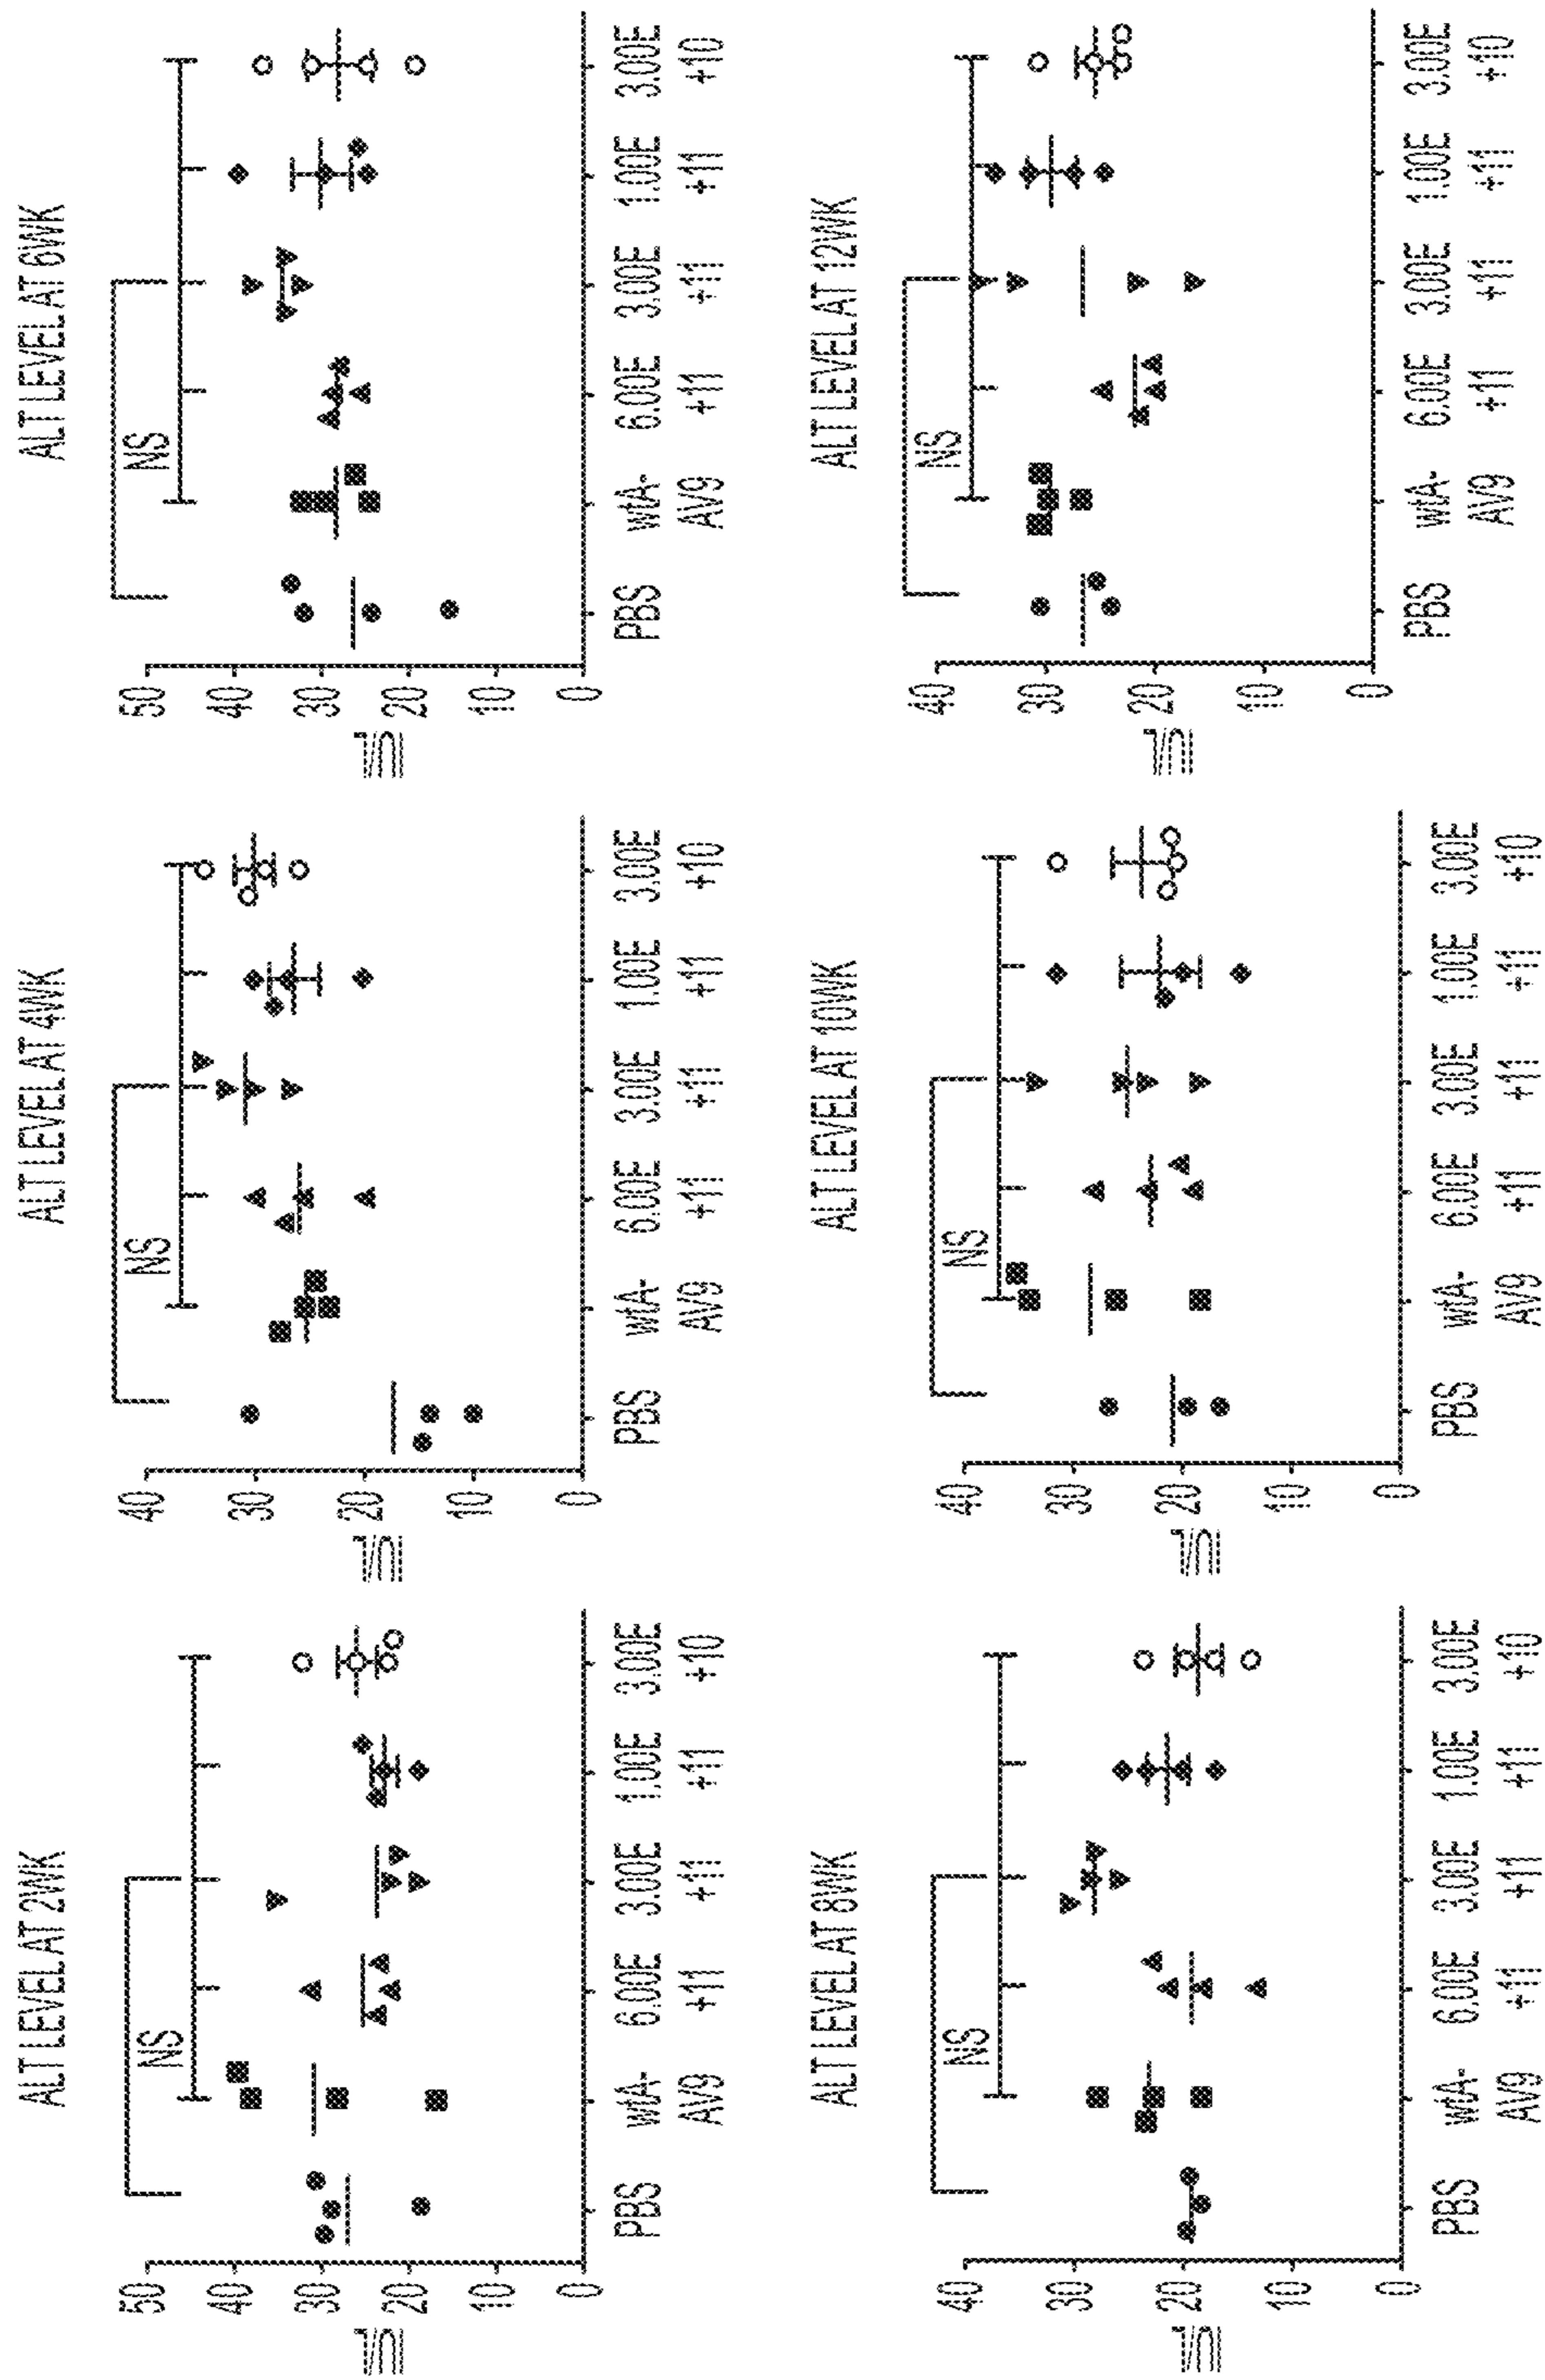 ALT LEVEL AT 2WK
IU/L
50
40
30
20
10
0
NS
PBS wtA- 6.00E 3.00E 1.00E 3.00E
AV9 +11 +11 +11 +10
ALT LEVEL AT 4WK
IU/L
40
30
20
10
0
NS
PBS wtA- 6.00E 3.00E 1.00E 3.00E
AV9 +11 +11 +11 +10
ALT LEVEL AT 6WK
IU/L
50
40
30
20
10
0
NS
PBS wtA- 6.00E 3.00E 1.00E 3.00E
AV9 +11 +11 +11 +10
ALT LEVEL AT 8WK
IU/L
40
30
20
10
0
NS
PBS wtA- 6.00E 3.00E 1.00E 3.00E
AV9 +11 +11 +11 +10
ALT LEVEL AT 10WK
IU/L
40
30
20
10
0
NS
PBS wtA- 6.00E 3.00E 1.00E 3.00E
AV9 +11 +11 +11 +10
ALT LEVEL AT 12WK
IU/L
40
30
20
10
0
NS
PBS wtA- 6.00E 3.00E 1.00E 3.00E
AV9 +11 +11 +11 +10